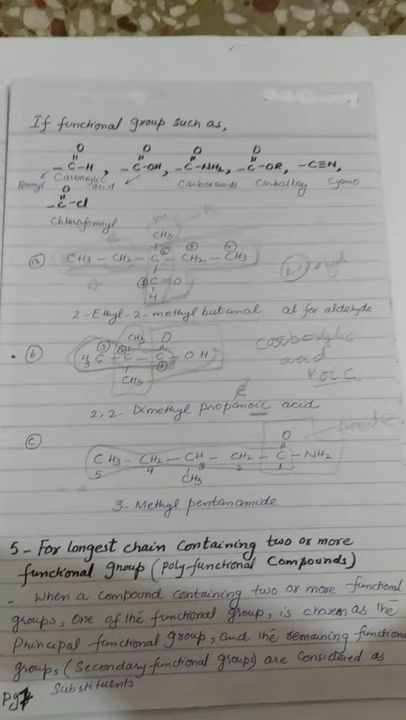 If functional group such as,
O O O O
-C-H, -C-OH, -C-NH₂, -C-OR, -C≡N,
Formyl Carboxylic acid Carboxamide Carbalkoxy Cyano
O
-C-Cl
Chloroformyl
CH₃
(a) CH₃ - CH₂ - C - CH₂ - CH₃
C=O
H
2-Ethyl-2-methyl butanal al for aldehyde
CH₃ O
(b) H₃C - C - C - OH
CH₃
carboxylic
acid
2,2-Dimethyl propanoic acid
(c)
O
CH₃ - CH₂ - CH - CH₂ - C - NH₂
5 4 3 2 1
CH₃
3-Methyl pentanamide
5- For longest chain containing two or more
functional group (Poly-functional Compounds)
- When a compound containing two or more functional
groups, one of the functional group, is chosen as the
Principal functional group, and the remaining function
groups (Secondary functional groups) are considered as
Substituents